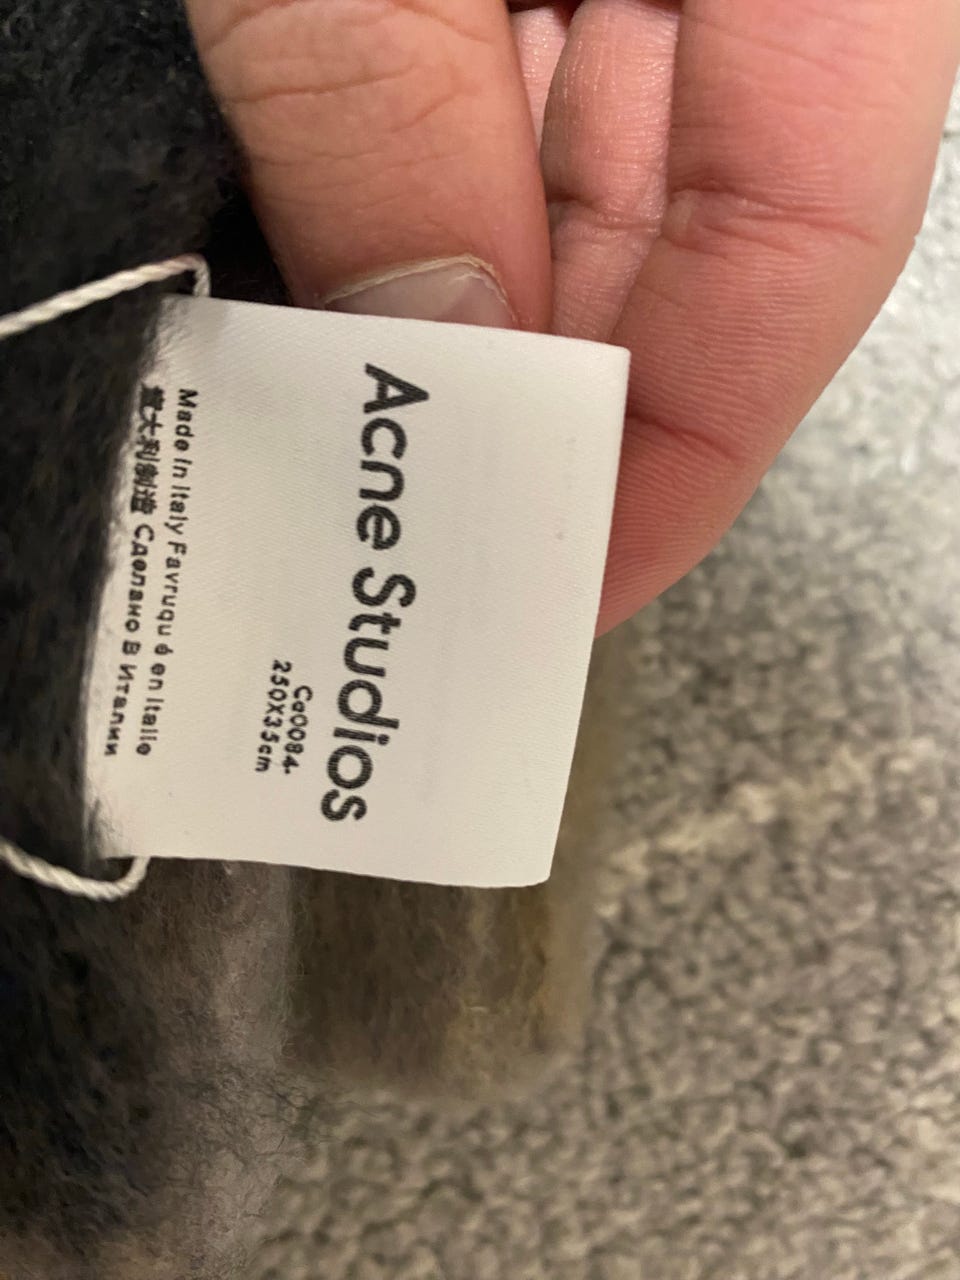 Acne Studios
Ca0084-
250X35cm
Made in Italy Favruqu é en Italie
意大利制造 Сделано В Италии